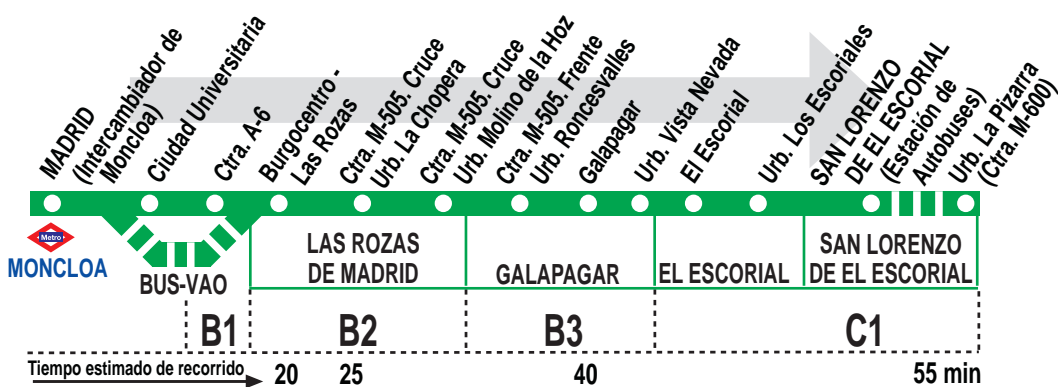 MADRID
(Intercambiador de
Moncloa)
Ciudad Universitaria
Ctra. A-6
Burgocentro -
Las Rozas
Ctra. M-505. Cruce
Urb. La Chopera
Ctra. M-505. Cruce
Urb. Molino de la Hoz
Ctra. M-505. Frente
Urb. Roncesvalles
Galapagar
Urb. Vista Nevada
El Escorial
Urb. Los Escoriales
SAN LORENZO
DE EL ESCORIAL
(Estación de
Autobuses)
Urb. La Pizarra
(Ctra. M-600)
Metro
MONCLOA
BUS-VAO
LAS ROZAS
DE MADRID
GALAPAGAR
EL ESCORIAL
SAN LORENZO
DE EL ESCORIAL
B1 B2 B3 C1
Tiempo estimado de recorrido 20 25 40 55 min